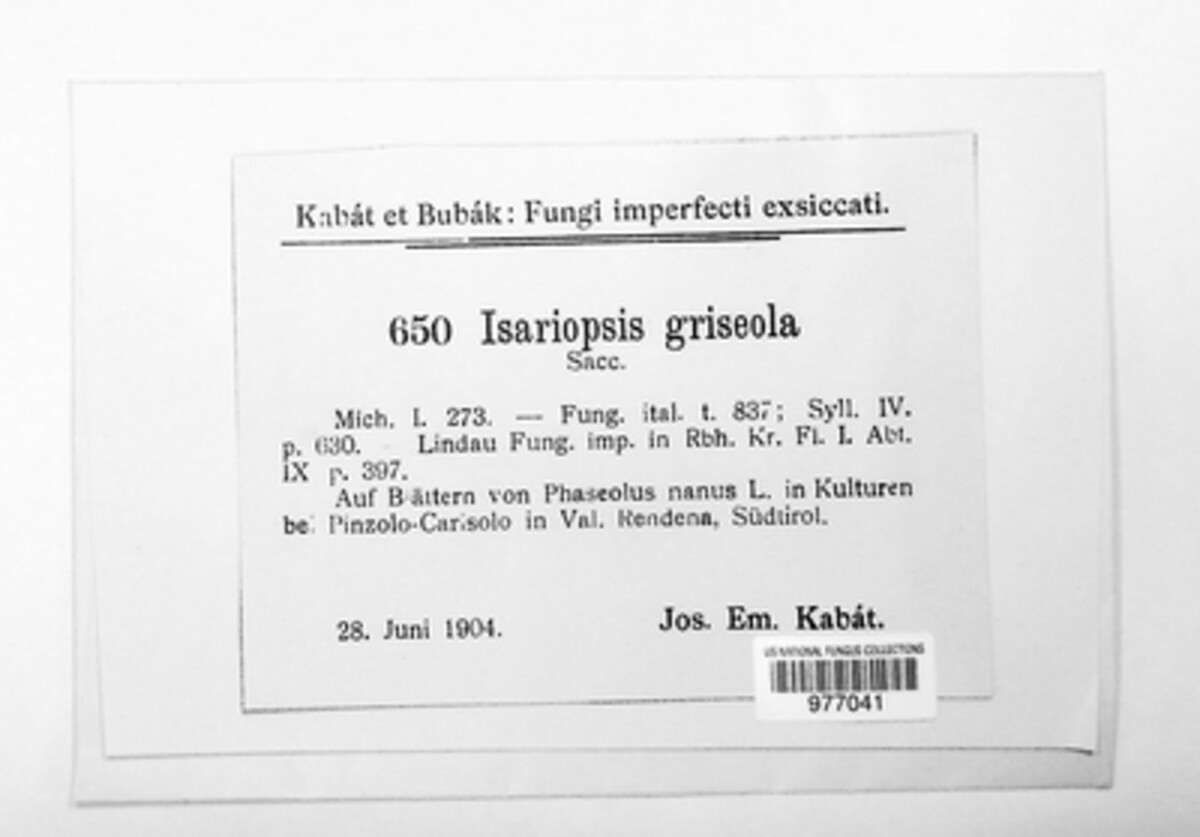 Kabát et Bubák: Fungi imperfecti exsiccati.
650 Isariopsis griseola
Sacc.
Mich. I. 273. — Fung. ital. t. 837; Syll. IV.
p. 630. — Lindau Fung. imp. in Rbh. Kr. Fl. I. Abt.
IX p. 397.
Auf Blättern von Phaseolus nanus L. in Kulturen
bei Pinzolo-Carisolo in Val. Rendena, Südtirol.
28. Juni 1904.
Jos. Em. Kabát.
US NATIONAL FUNGUS COLLECTIONS
977041